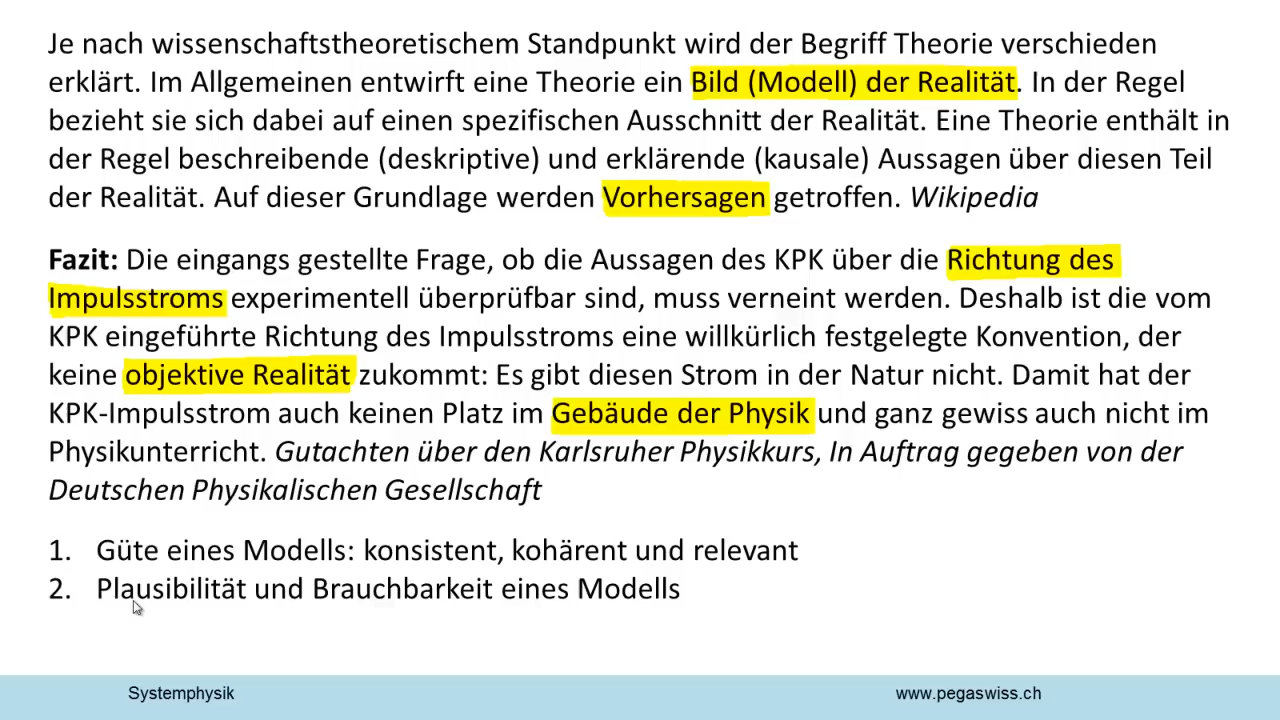 Je nach wissenschaftstheoretischem Standpunkt wird der Begriff Theorie verschieden
erklärt. Im Allgemeinen entwirft eine Theorie ein Bild (Modell) der Realität. In der Regel
bezieht sie sich dabei auf einen spezifischen Ausschnitt der Realität. Eine Theorie enthält in
der Regel beschreibende (deskriptive) und erklärende (kausale) Aussagen über diesen Teil
der Realität. Auf dieser Grundlage werden Vorhersagen getroffen. Wikipedia
Fazit: Die eingangs gestellte Frage, ob die Aussagen des KPK über die Richtung des
Impulsstroms experimentell überprüfbar sind, muss verneint werden. Deshalb ist die vom
KPK eingeführte Richtung des Impulsstroms eine willkürlich festgelegte Konvention, der
keine objektive Realität zukommt: Es gibt diesen Strom in der Natur nicht. Damit hat der
KPK-Impulsstrom auch keinen Platz im Gebäude der Physik und ganz gewiss auch nicht im
Physikunterricht. Gutachten über den Karlsruher Physikkurs, In Auftrag gegeben von der
Deutschen Physikalischen Gesellschaft
1. Güte eines Modells: konsistent, kohärent und relevant
2. Plausibilität und Brauchbarkeit eines Modells
Systemphysik
www.pegaswiss.ch